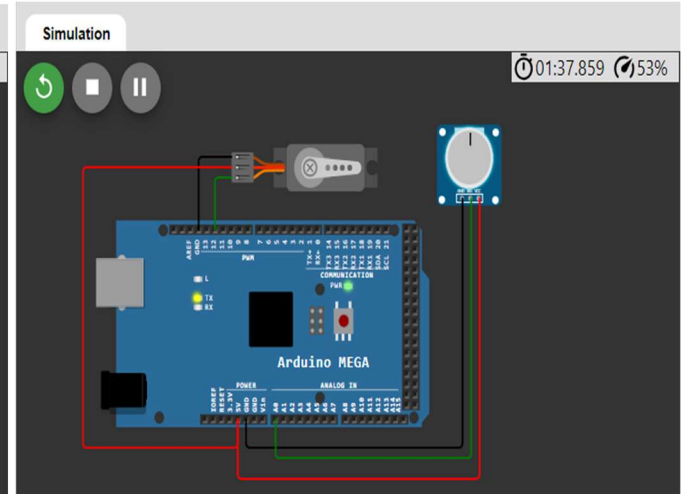 Simulation
01:37.859 53%
GND SIG VCC
AREF
GND
13
12
11
10
9
8
7
6
5
4
3
2
1
0
TX→
RX←
TX3 14
RX3 15
TX2 16
RX2 17
TX1 18
RX1 19
SDA 20
SCL 21
PWM
COMMUNICATION
L
PWR
TX
RX
Arduino MEGA
POWER
ANALOG IN
IOREF
RESET
3.3V
5V
GND
GND
Vin
A0
A1
A2
A3
A4
A5
A6
A7
A8
A9
A10
A11
A12
A13
A14
A15